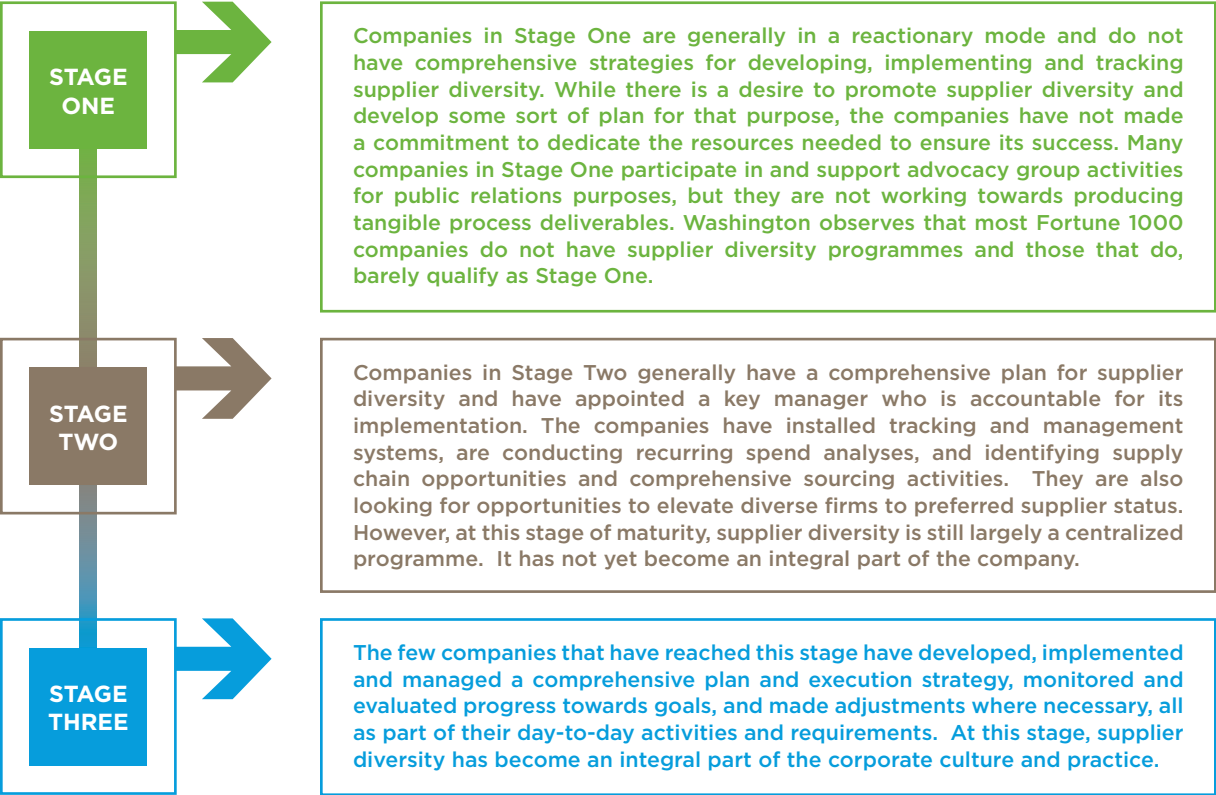 STAGE
ONE
Companies in Stage One are generally in a reactionary mode and do not
have comprehensive strategies for developing, implementing and tracking
supplier diversity. While there is a desire to promote supplier diversity and
develop some sort of plan for that purpose, the companies have not made
a commitment to dedicate the resources needed to ensure its success. Many
companies in Stage One participate in and support advocacy group activities
for public relations purposes, but they are not working towards producing
tangible process deliverables. Washington observes that most Fortune 1000
companies do not have supplier diversity programmes and those that do,
barely qualify as Stage One.
STAGE
TWO
Companies in Stage Two generally have a comprehensive plan for supplier
diversity and have appointed a key manager who is accountable for its
implementation. The companies have installed tracking and management
systems, are conducting recurring spend analyses, and identifying supply
chain opportunities and comprehensive sourcing activities. They are also
looking for opportunities to elevate diverse firms to preferred supplier status.
However, at this stage of maturity, supplier diversity is still largely a centralized
programme. It has not yet become an integral part of the company.
STAGE
THREE
The few companies that have reached this stage have developed, implemented
and managed a comprehensive plan and execution strategy, monitored and
evaluated progress towards goals, and made adjustments where necessary, all
as part of their day-to-day activities and requirements. At this stage, supplier
diversity has become an integral part of the corporate culture and practice.